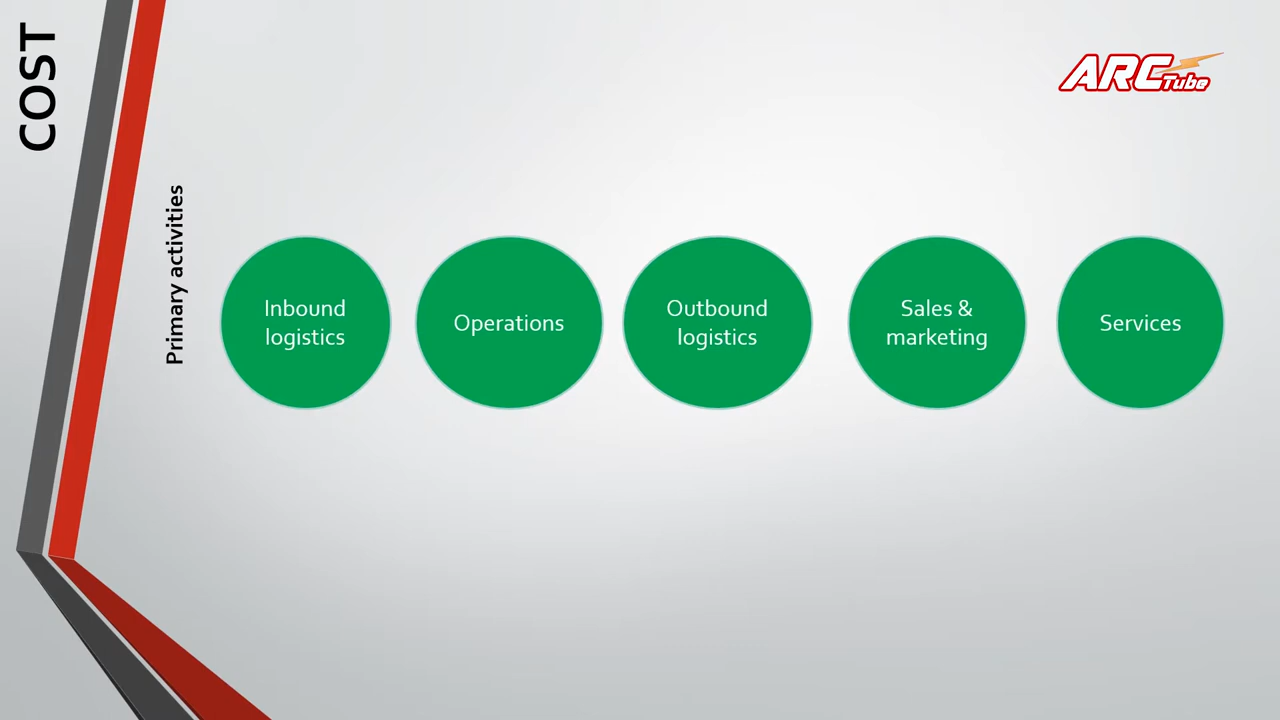 COST
ARC Tube
Primary activities
Inbound
logistics
Operations
Outbound
logistics
Sales &
marketing
Services